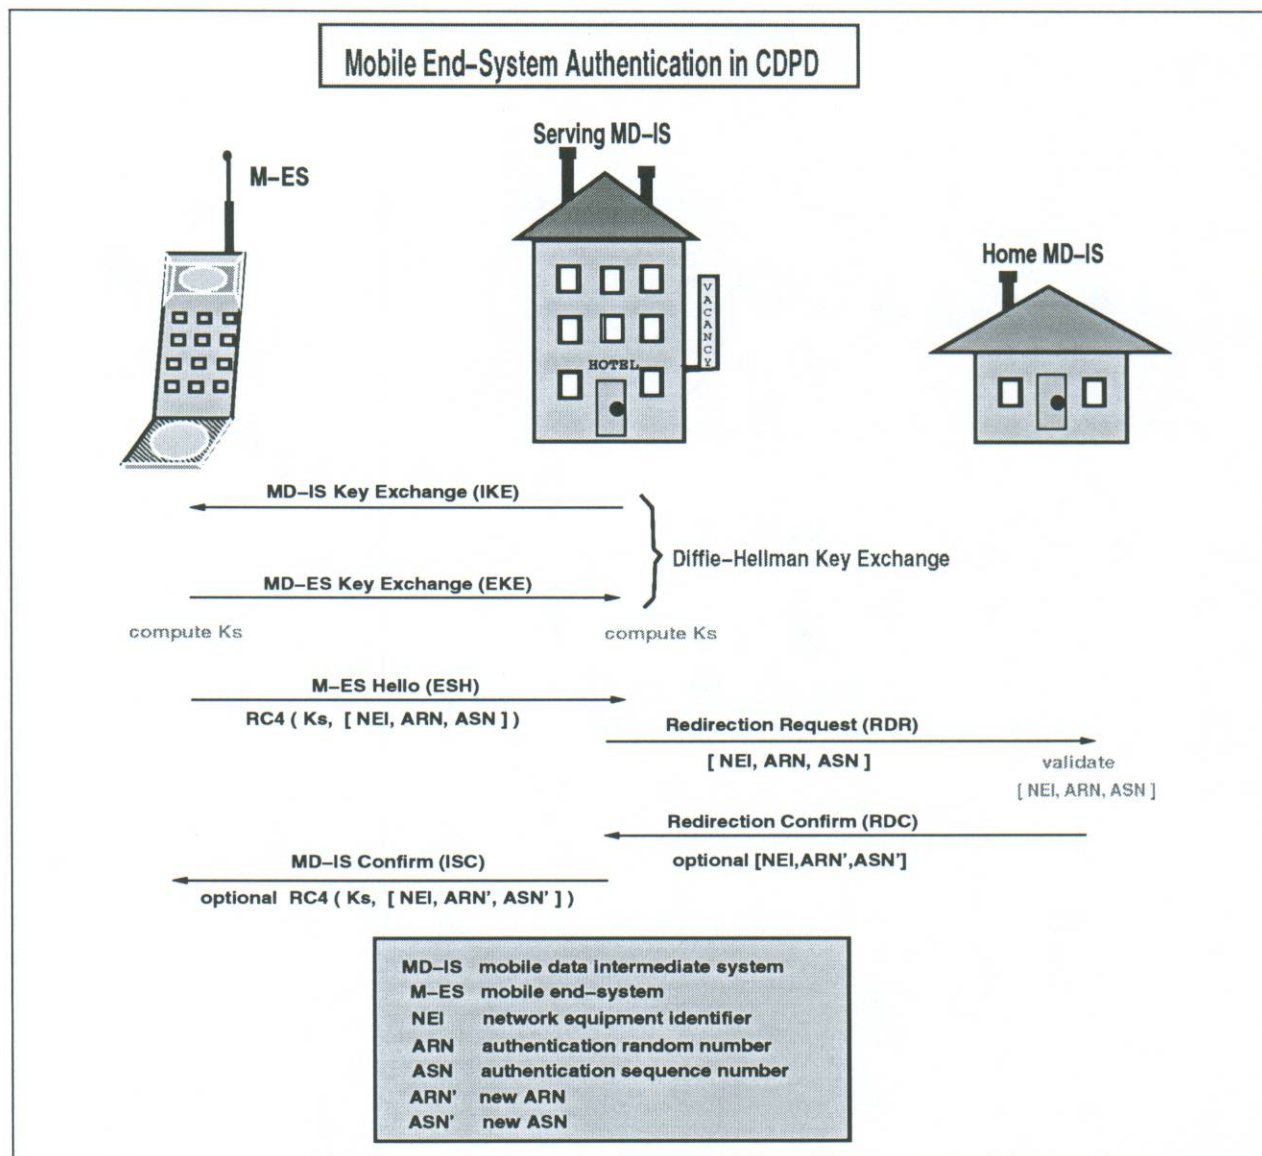 Mobile End–System Authentication in CDPD
Serving MD–IS
M–ES
Home MD–IS
VACANCY
HOTEL
MD–IS Key Exchange (IKE)
Diffie–Hellman Key Exchange
MD–ES Key Exchange (EKE)
compute Ks
compute Ks
M–ES Hello (ESH)
RC4 ( Ks, [ NEI, ARN, ASN ] )
Redirection Request (RDR)
[ NEI, ARN, ASN ]
validate
[ NEI, ARN, ASN ]
Redirection Confirm (RDC)
optional [NEI,ARN',ASN']
MD–IS Confirm (ISC)
optional RC4 ( Ks, [ NEI, ARN', ASN' ] )
MD–IS mobile data intermediate system
M–ES mobile end–system
NEI network equipment identifier
ARN authentication random number
ASN authentication sequence number
ARN' new ARN
ASN' new ASN